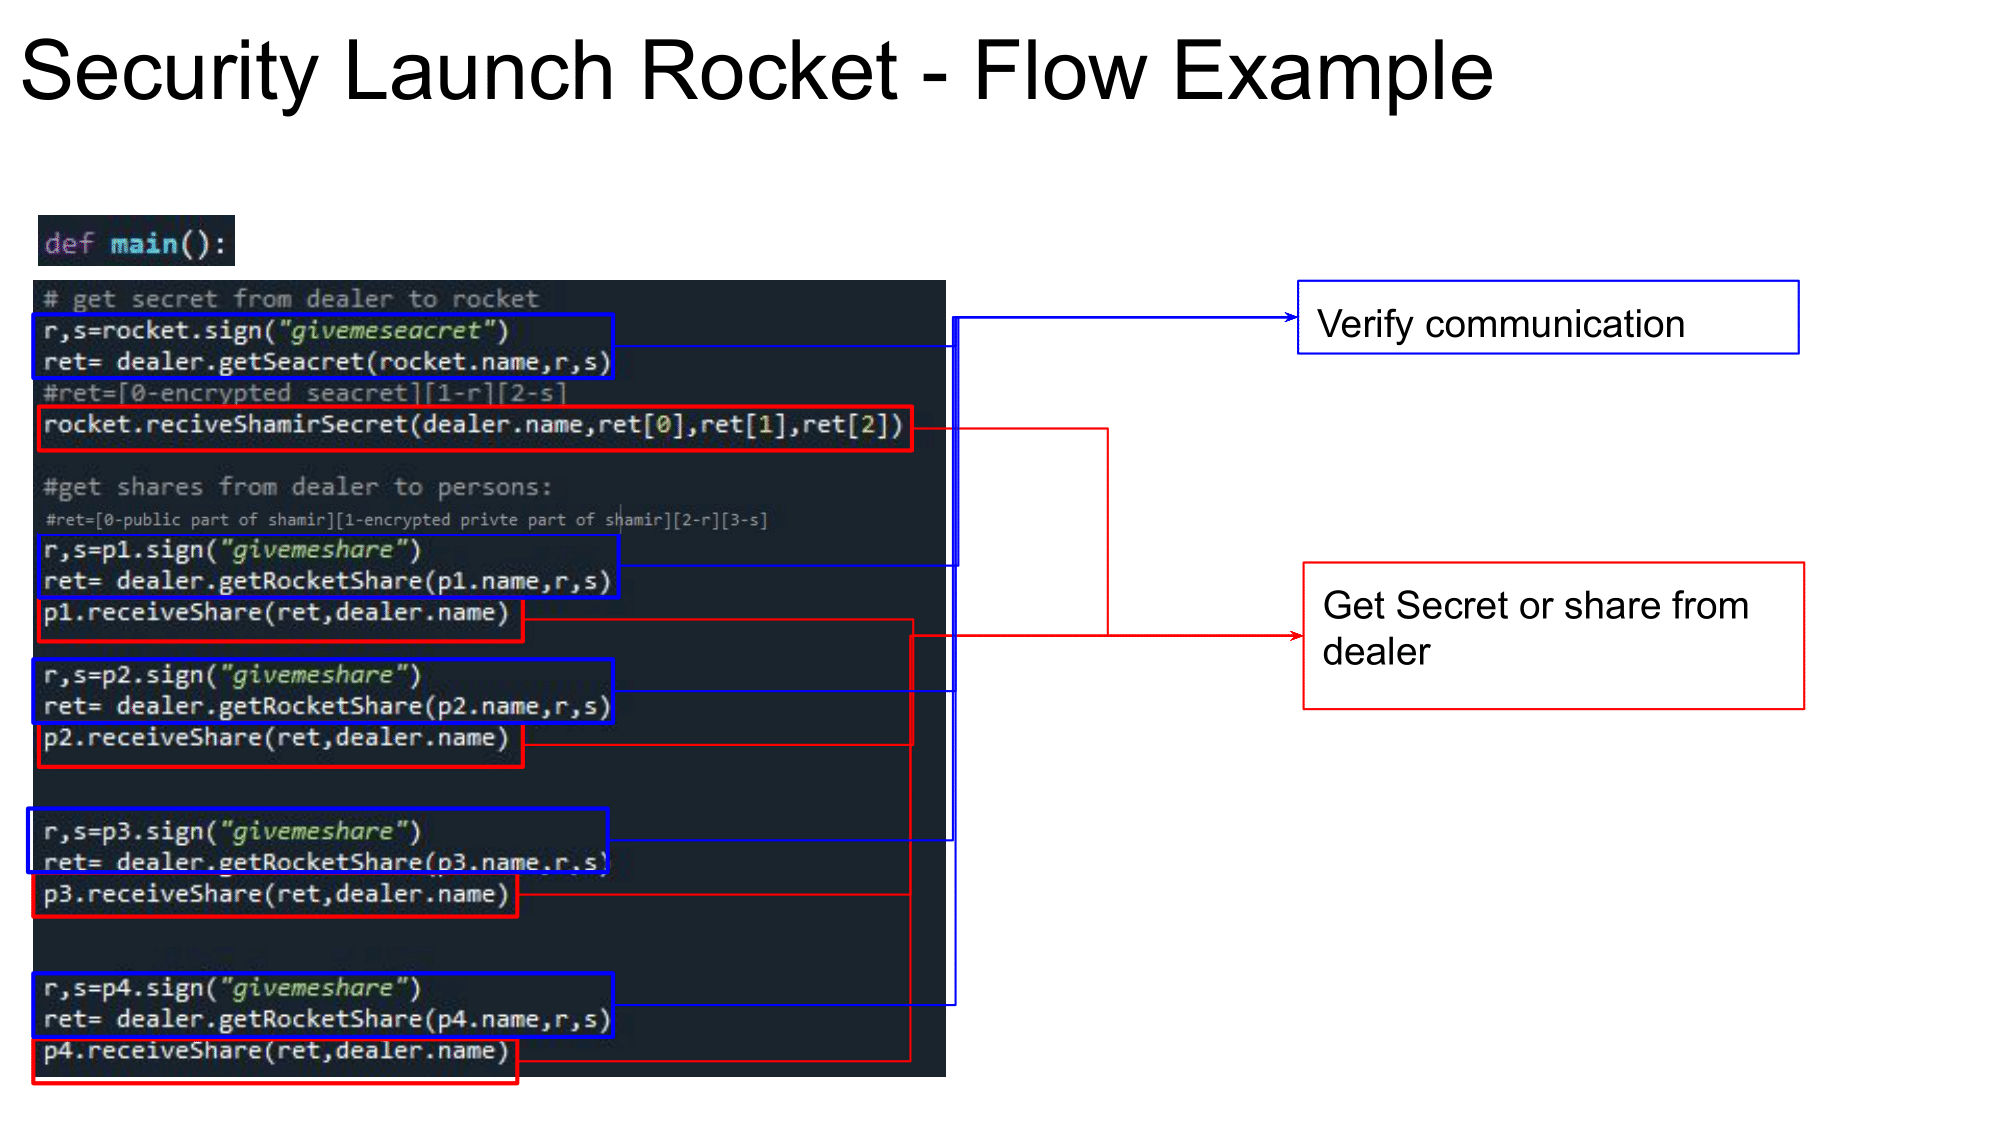 Security Launch Rocket - Flow Example
def main():
# get secret from dealer to rocket
r,s=rocket.sign("givemeseacret")
ret= dealer.getSeacret(rocket.name,r,s)
#ret=[0-encrypted seacret][1-r][2-s]
rocket.reciveShamirSecret(dealer.name,ret[0],ret[1],ret[2])
#get shares from dealer to persons:
#ret=[0-public part of shamir][1-encrypted privte part of shamir][2-r][3-s]
r,s=p1.sign("givemeshare")
ret= dealer.getRocketShare(p1.name,r,s)
p1.receiveShare(ret,dealer.name)
r,s=p2.sign("givemeshare")
ret= dealer.getRocketShare(p2.name,r,s)
p2.receiveShare(ret,dealer.name)
r,s=p3.sign("givemeshare")
ret= dealer.getRocketShare(p3.name,r,s)
p3.receiveShare(ret,dealer.name)
r,s=p4.sign("givemeshare")
ret= dealer.getRocketShare(p4.name,r,s)
p4.receiveShare(ret,dealer.name)
Verify communication
Get Secret or share from
dealer